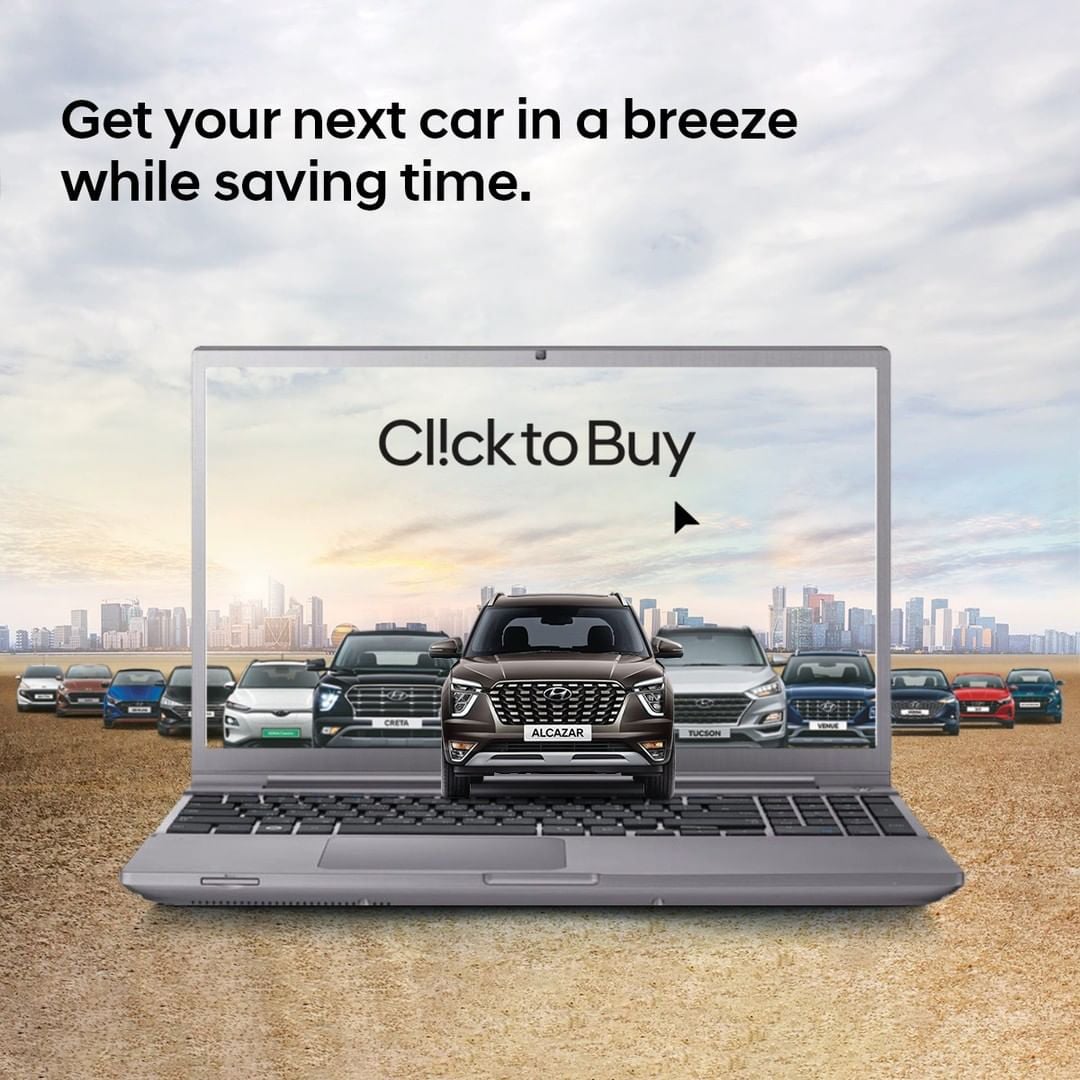 Get your next car in a breeze
while saving time.
Cl!ck to Buy
CRETA
ALCAZAR
TUCSON
VENUE